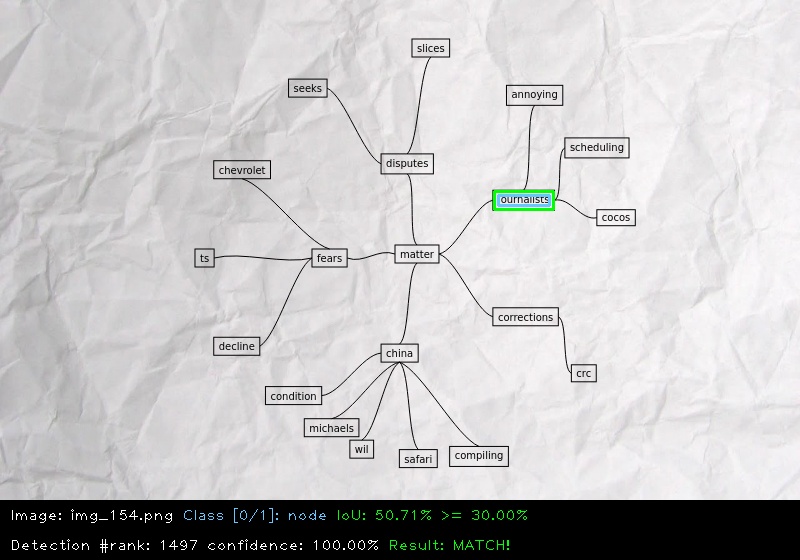 slices
seeks
annoying
scheduling
disputes
chevrolet
ournalists
cocos
matter
ts
fears
corrections
decline
china
crc
condition
michaels
wil
safari
compiling
Image: img_154.png Class [0/1]: node IoU: 50.71% >= 30.00%
Detection #rank: 1497 confidence: 100.00% Result: MATCH!